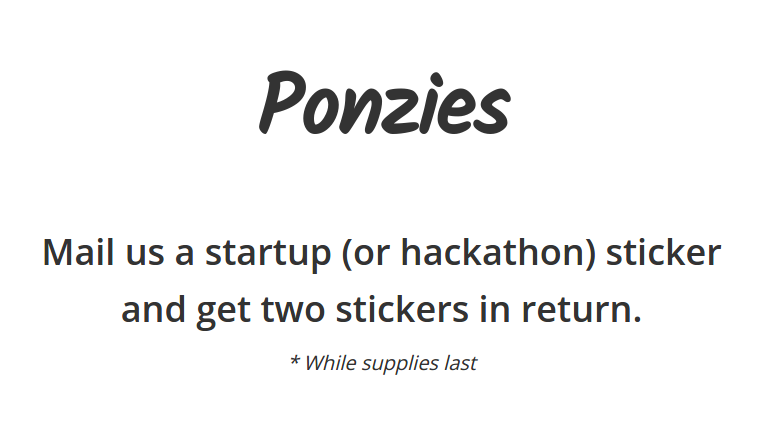 Ponzies
Mail us a startup (or hackathon) sticker
and get two stickers in return.
* While supplies last